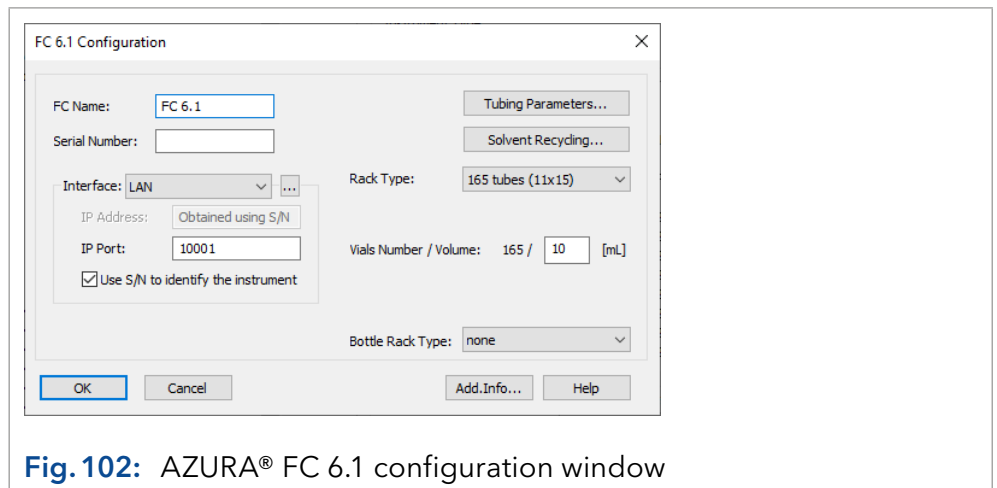 FC 6.1 Configuration
FC Name: FC 6.1
Tubing Parameters...
Serial Number:
Solvent Recycling...
Interface: LAN ...
Rack Type: 165 tubes (11x15)
IP Address: Obtained using S/N
IP Port: 10001
Vials Number / Volume: 165 / 10 [mL]
Use S/N to identify the instrument
Bottle Rack Type: none
OK Cancel Add.Info... Help
Fig. 102: AZURA® FC 6.1 configuration window